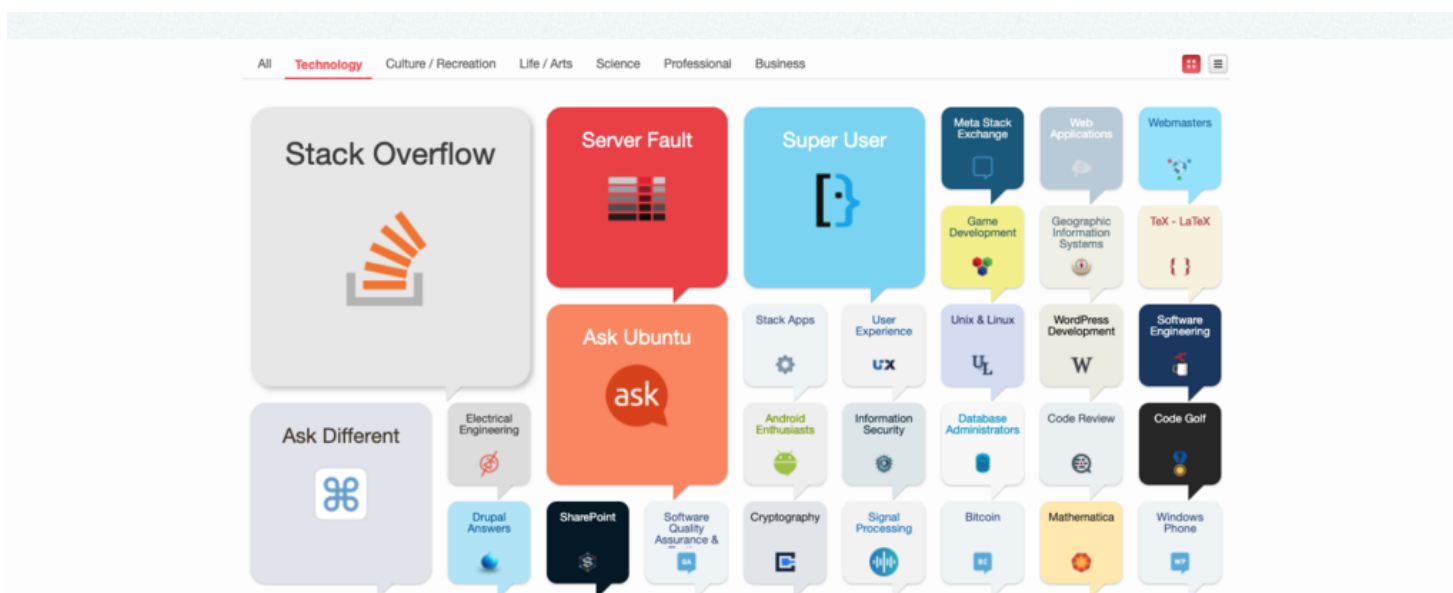 All Technology Culture / Recreation Life / Arts Science Professional Business
Stack Overflow
Server Fault
Super User
Meta Stack
Exchange
Web
Applications
Webmasters
Game
Development
Geographic
Information
Systems
TeX - LaTeX
{ }
Ask Ubuntu
ask
Stack Apps
User
Experience
UX
Unix & Linux
UL
WordPress
Development
W
Software
Engineering
Ask Different
Electrical
Engineering
Android
Enthusiasts
Information
Security
Database
Administrators
Code Review
Code Golf
Drupal
Answers
SharePoint
S
Software
Quality
Assurance &
QA
Cryptography
Signal
Processing
Bitcoin
BC
Mathematica
Windows
Phone
WP